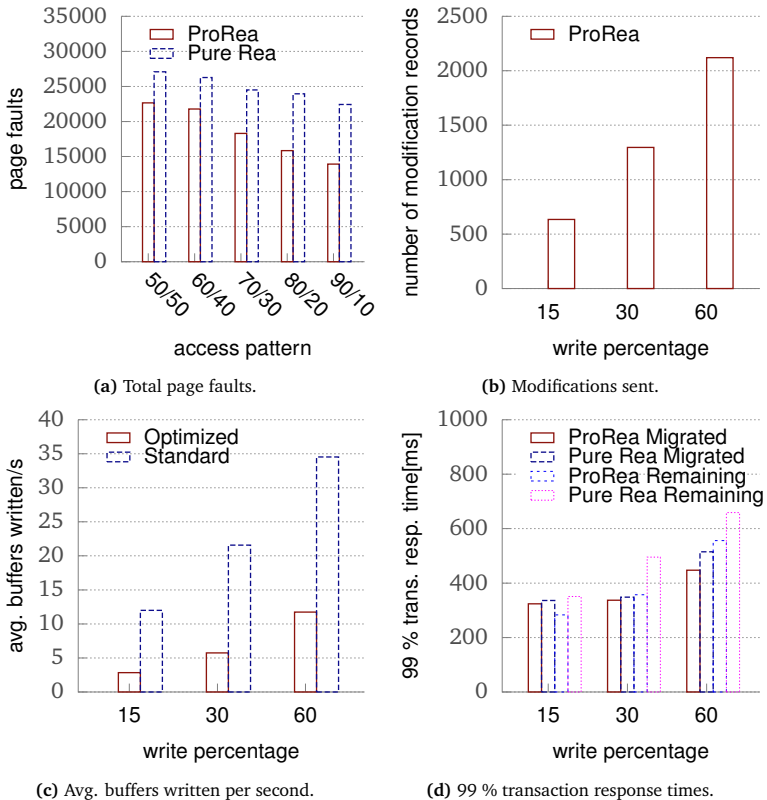 35000
30000
25000
20000
15000
10000
5000
0
page faults
ProRea
Pure Rea
50/50
60/40
70/30
80/20
90/10
access pattern
(a) Total page faults.
2500
2000
1500
1000
500
0
number of modification records
ProRea
15
30
60
write percentage
(b) Modifications sent.
40
35
30
25
20
15
10
5
0
avg. buffers written/s
Optimized
Standard
15
30
60
write percentage
(c) Avg. buffers written per second.
1000
800
600
400
200
0
99 % trans. resp. time[ms]
ProRea Migrated
Pure Rea Migrated
ProRea Remaining
Pure Rea Remaining
15
30
60
write percentage
(d) 99 % transaction response times.